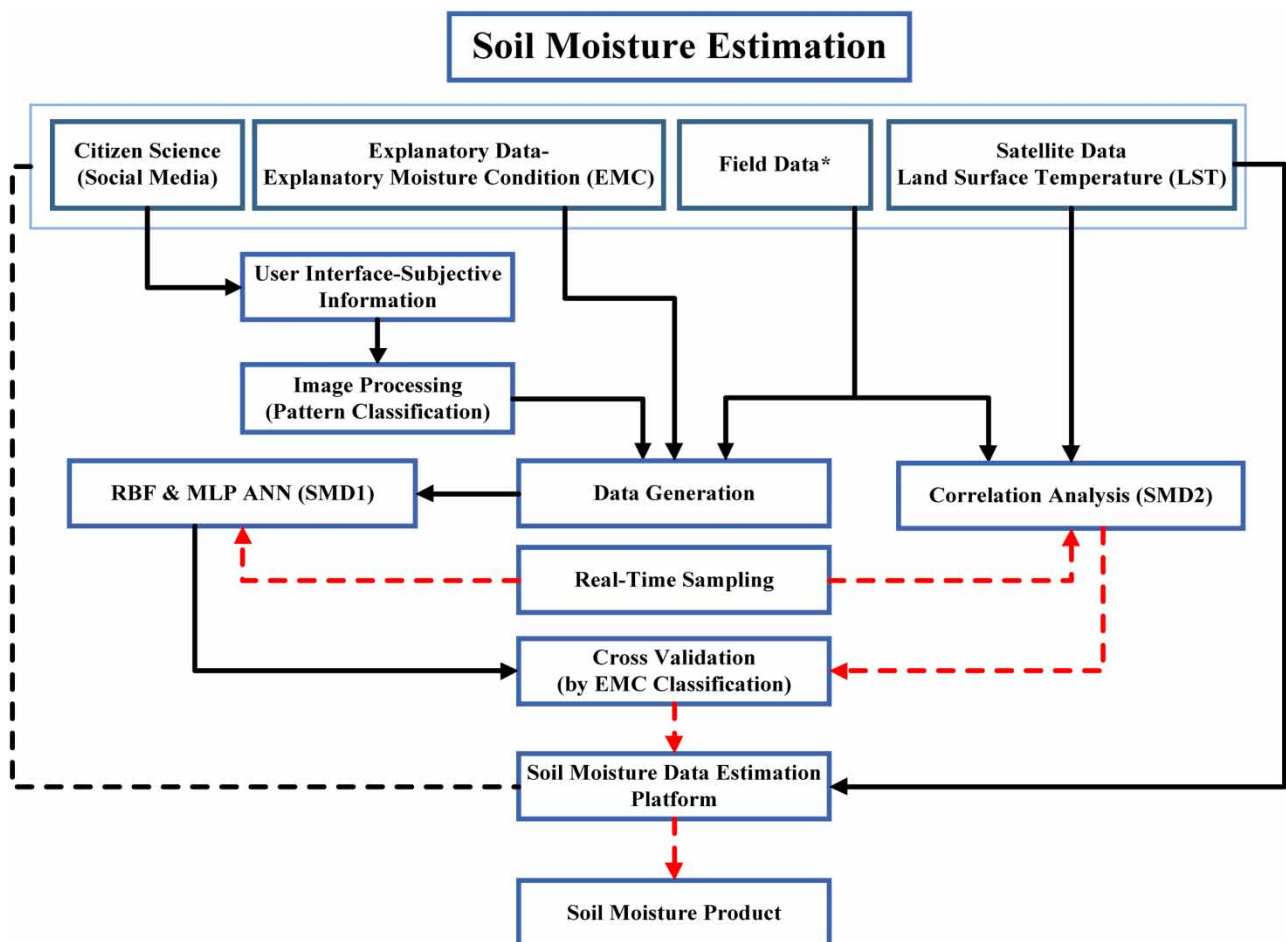 Soil Moisture Estimation
Citizen Science
(Social Media)
Explanatory Data-
Explanatory Moisture Condition (EMC)
Field Data*
Satellite Data
Land Surface Temperature (LST)
User Interface-Subjective
Information
Image Processing
(Pattern Classification)
RBF & MLP ANN (SMD1)
Data Generation
Correlation Analysis (SMD2)
Real-Time Sampling
Cross Validation
(by EMC Classification)
Soil Moisture Data Estimation
Platform
Soil Moisture Product